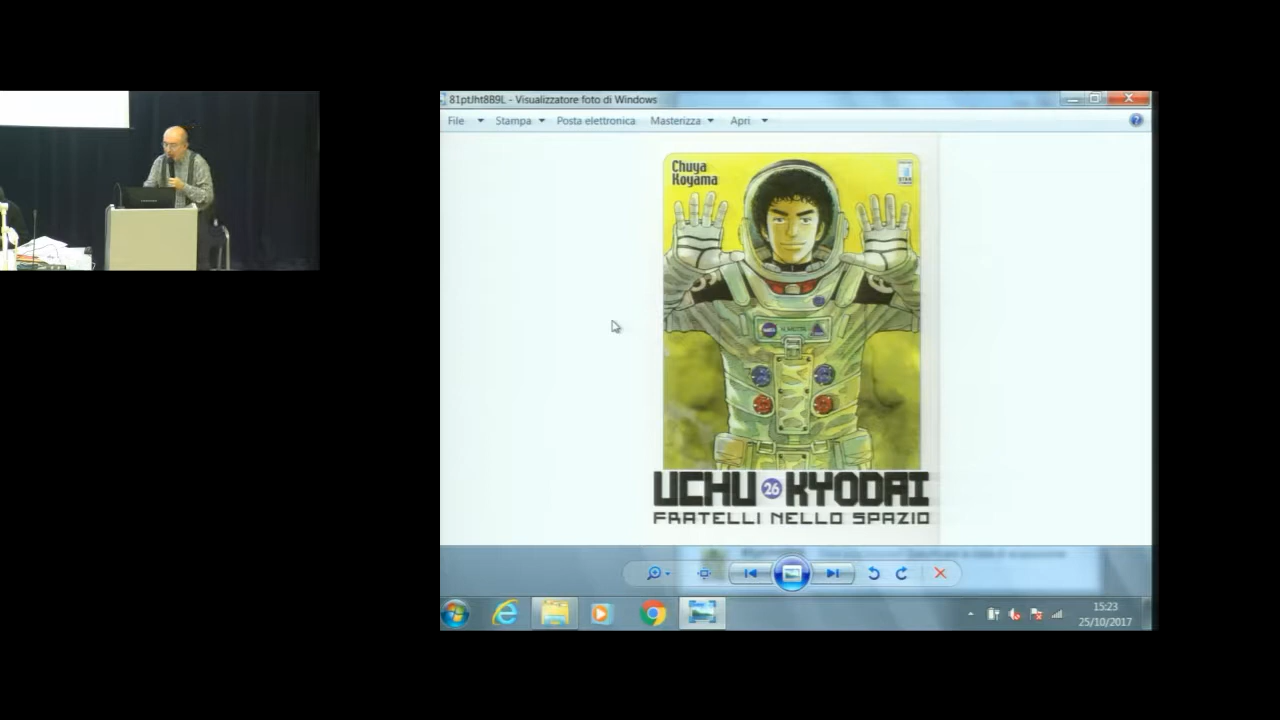 81ptJht8B9L - Visualizzatore foto di Windows
File Stampa Posta elettronica Masterizza Apri
Chuya
Koyama
STAR
UCHU 26 KYODAI
FRATELLI NELLO SPAZIO
15:23
25/10/2017